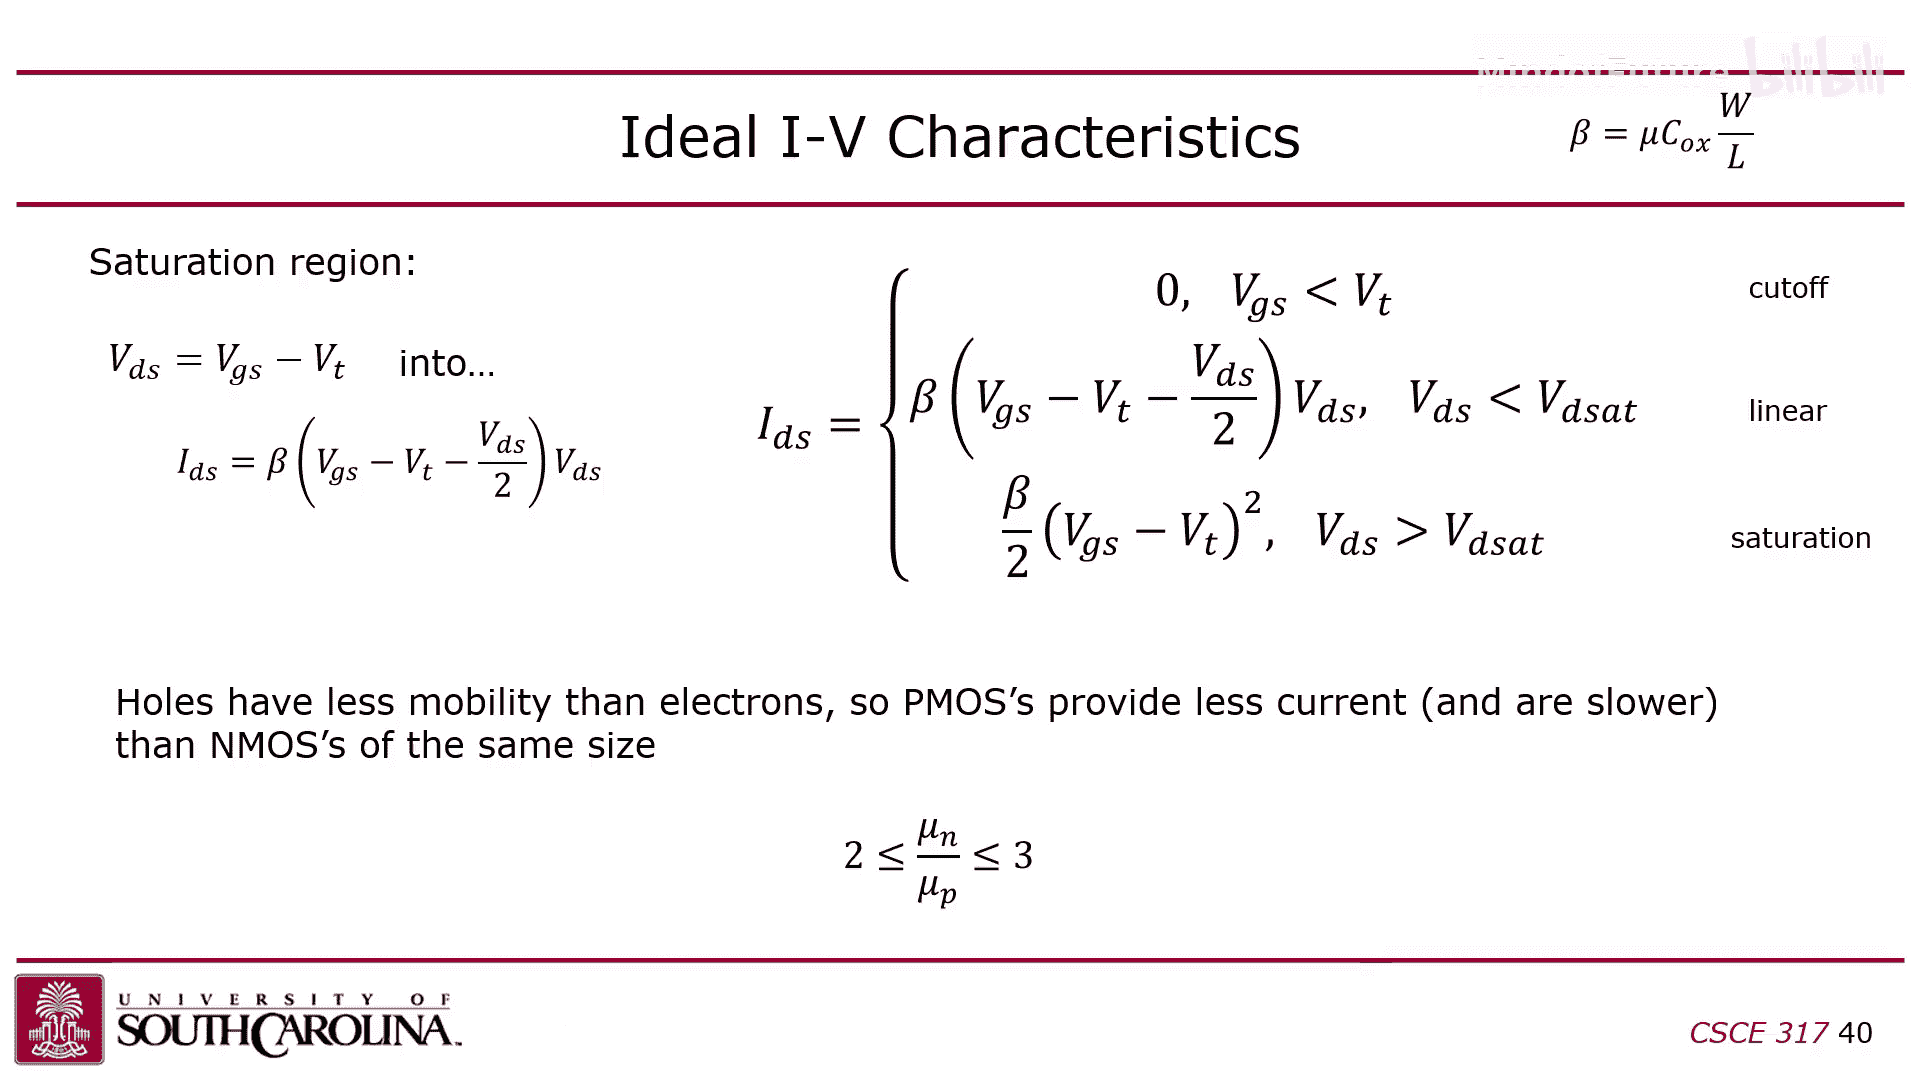 Ideal I-V Characteristics
β = μC_ox W/L
Saturation region:
V_ds = V_gs − V_t into…
I_ds = β(V_gs − V_t − V_ds/2)V_ds
I_ds = {
0, V_gs < V_t cutoff
β(V_gs − V_t − V_ds/2)V_ds, V_ds < V_dsat linear
β/2 (V_gs − V_t)², V_ds > V_dsat saturation
Holes have less mobility than electrons, so PMOS’s provide less current (and are slower)
than NMOS’s of the same size
2 ≤ μ_n/μ_p ≤ 3
UNIVERSITY OF
SOUTH CAROLINA
CSCE 317 40